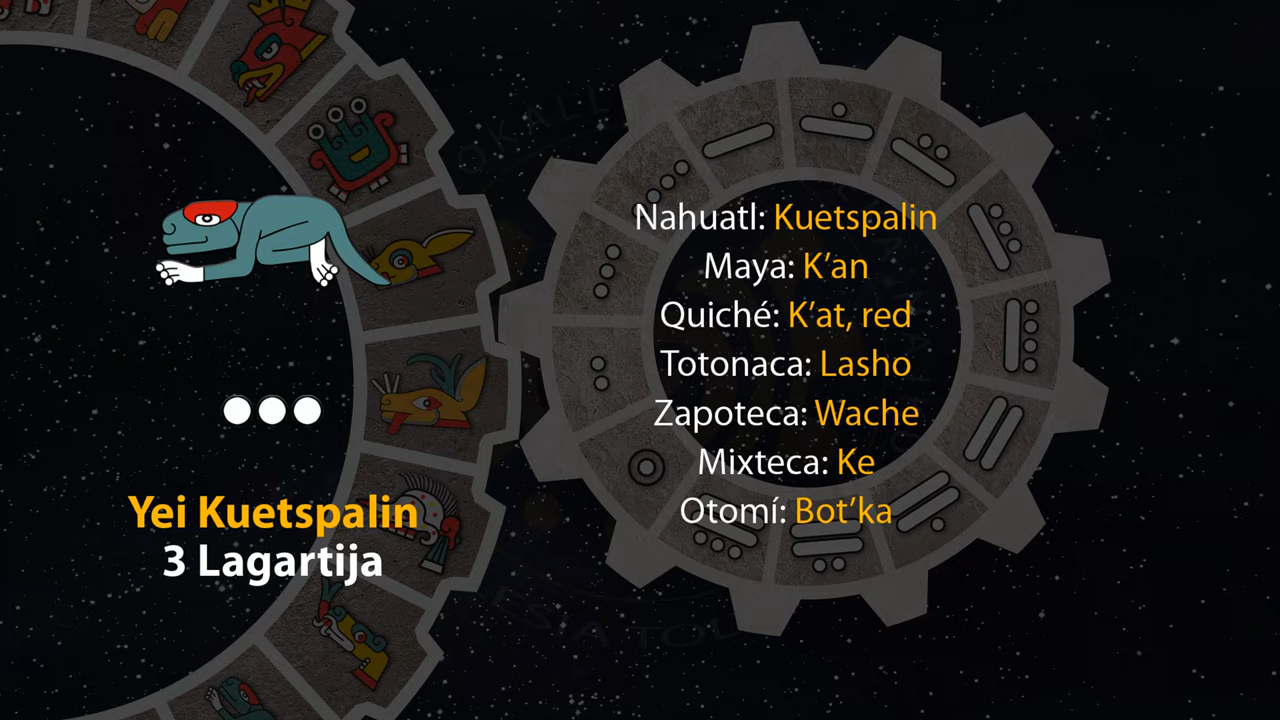 Yei Kuetspalin
3 Lagartija
Nahuatl: Kuetspalin
Maya: K’an
Quiché: K’at, red
Totonaca: Lasho
Zapoteca: Wache
Mixteca: Ke
Otomí: Bot’ka